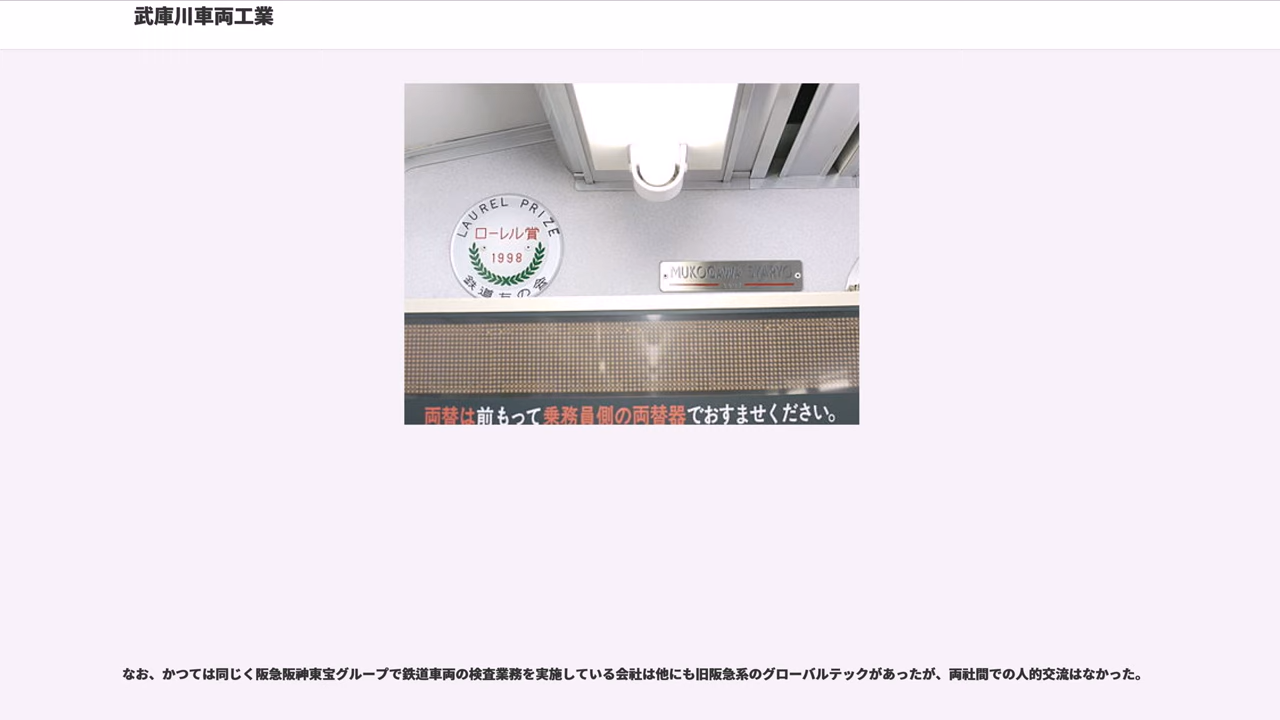 武庫川車両工業
LAUREL PRIZE
ローレル賞
1998
鉄道友の会
MUKOGAWA SYARYO
両替は前もって乗務員側の両替器でおすませください。
なお、かつては同じく阪急阪神東宝グループで鉄道車両の検査業務を実施している会社は他にも旧阪急系のグローバルテックがあったが、両社間での人的交流はなかった。